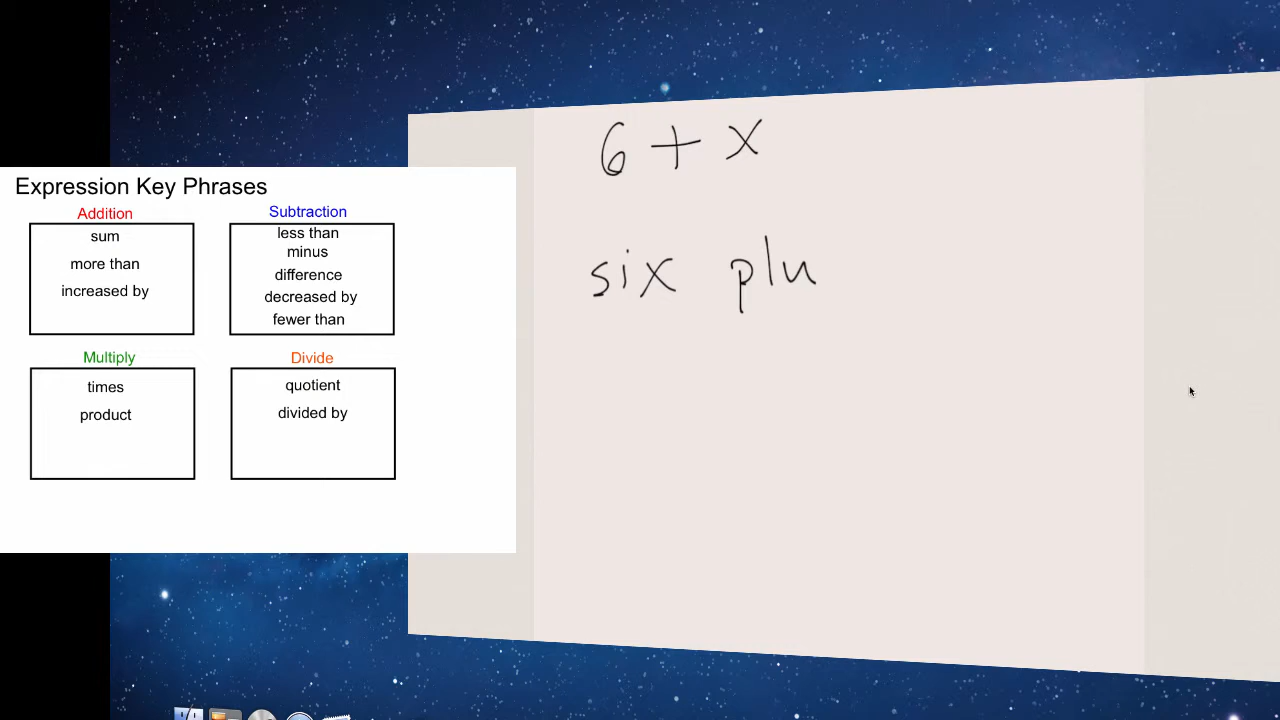 Expression Key Phrases
Addition
sum
more than
increased by
Subtraction
less than
minus
difference
decreased by
fewer than
Multiply
times
product
Divide
quotient
divided by
6 + x
six plu